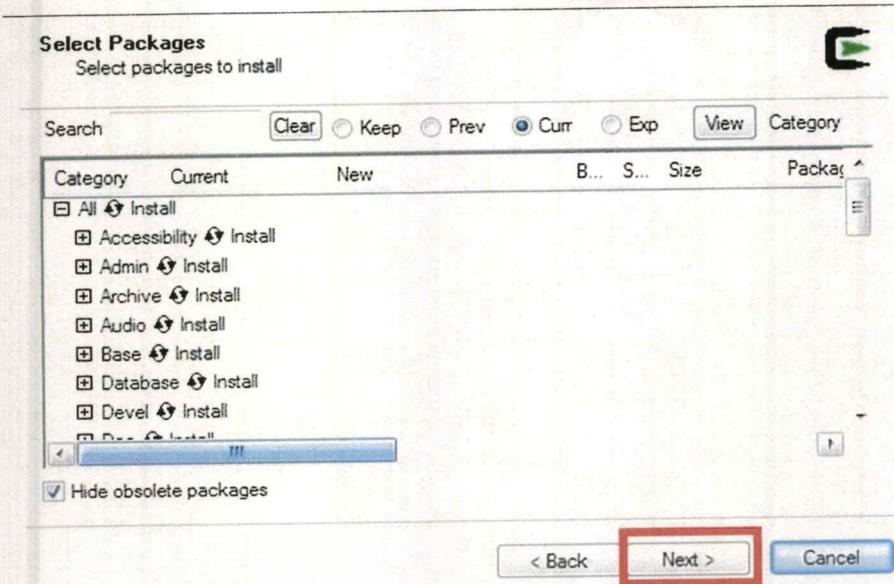 Select Packages
Select packages to install
Search Clear Keep Prev Curr Exp View Category
Category Current New B... S... Size Packag
All Install
Accessibility Install
Admin Install
Archive Install
Audio Install
Base Install
Database Install
Devel Install
Hide obsolete packages
< Back Next > Cancel